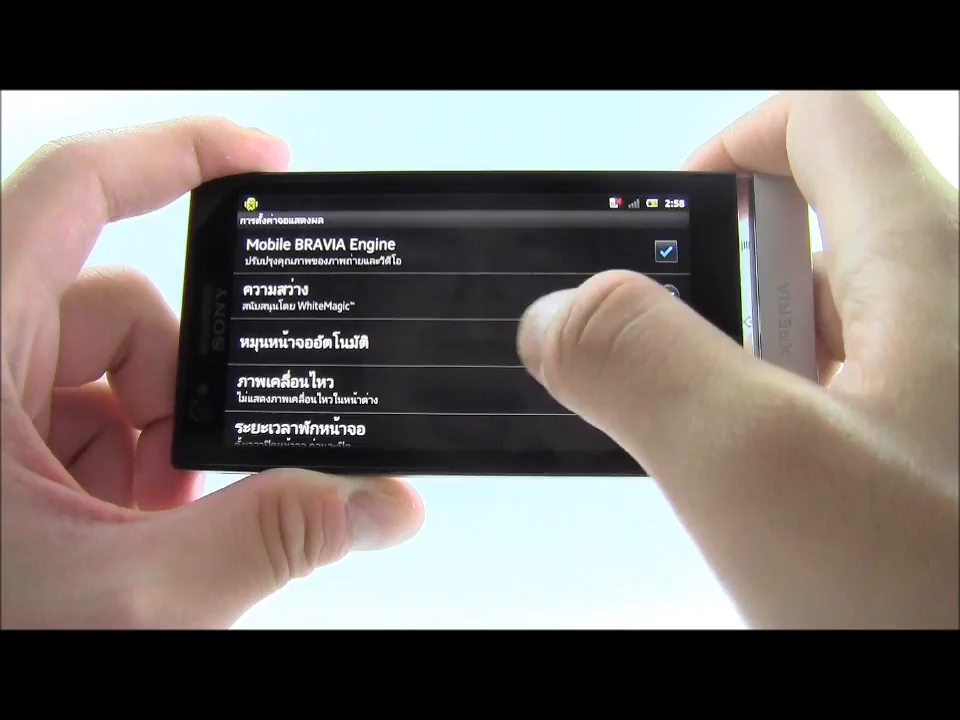 2:58
การตั้งค่าจอแสดงผล
Mobile BRAVIA Engine
ปรับปรุงคุณภาพของภาพถ่ายและวิดีโอ
ความสว่าง
สนับสนุนโดย WhiteMagic™
หมุนหน้าจออัตโนมัติ
ภาพเคลื่อนไหว
ไม่แสดงภาพเคลื่อนไหวในหน้าต่าง
ระยะเวลาพักหน้าจอ
SONY
XPERIA